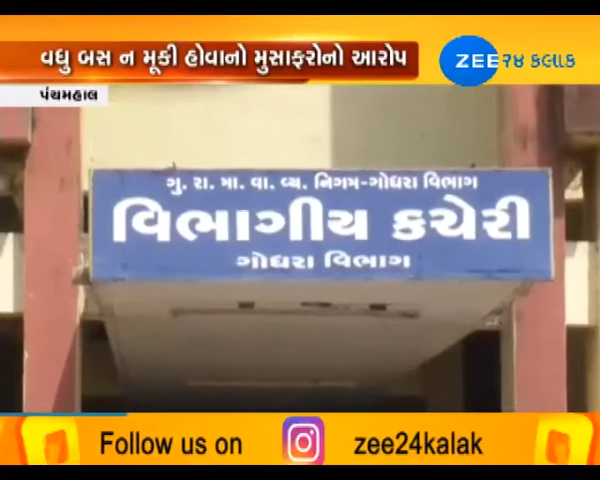 વધુ બસ ન મૂકી હોવાનો મુસાફરોનો આરોપ
ZEE ૨૪ કલાક
પંચમહાલ
ગુ. રા. મા. વા. વ્ય. નિગમ-ગોધરા વિભાગ
વિભાગીય કચેરી
ગોધરા વિભાગ
Follow us on
zee24kalak